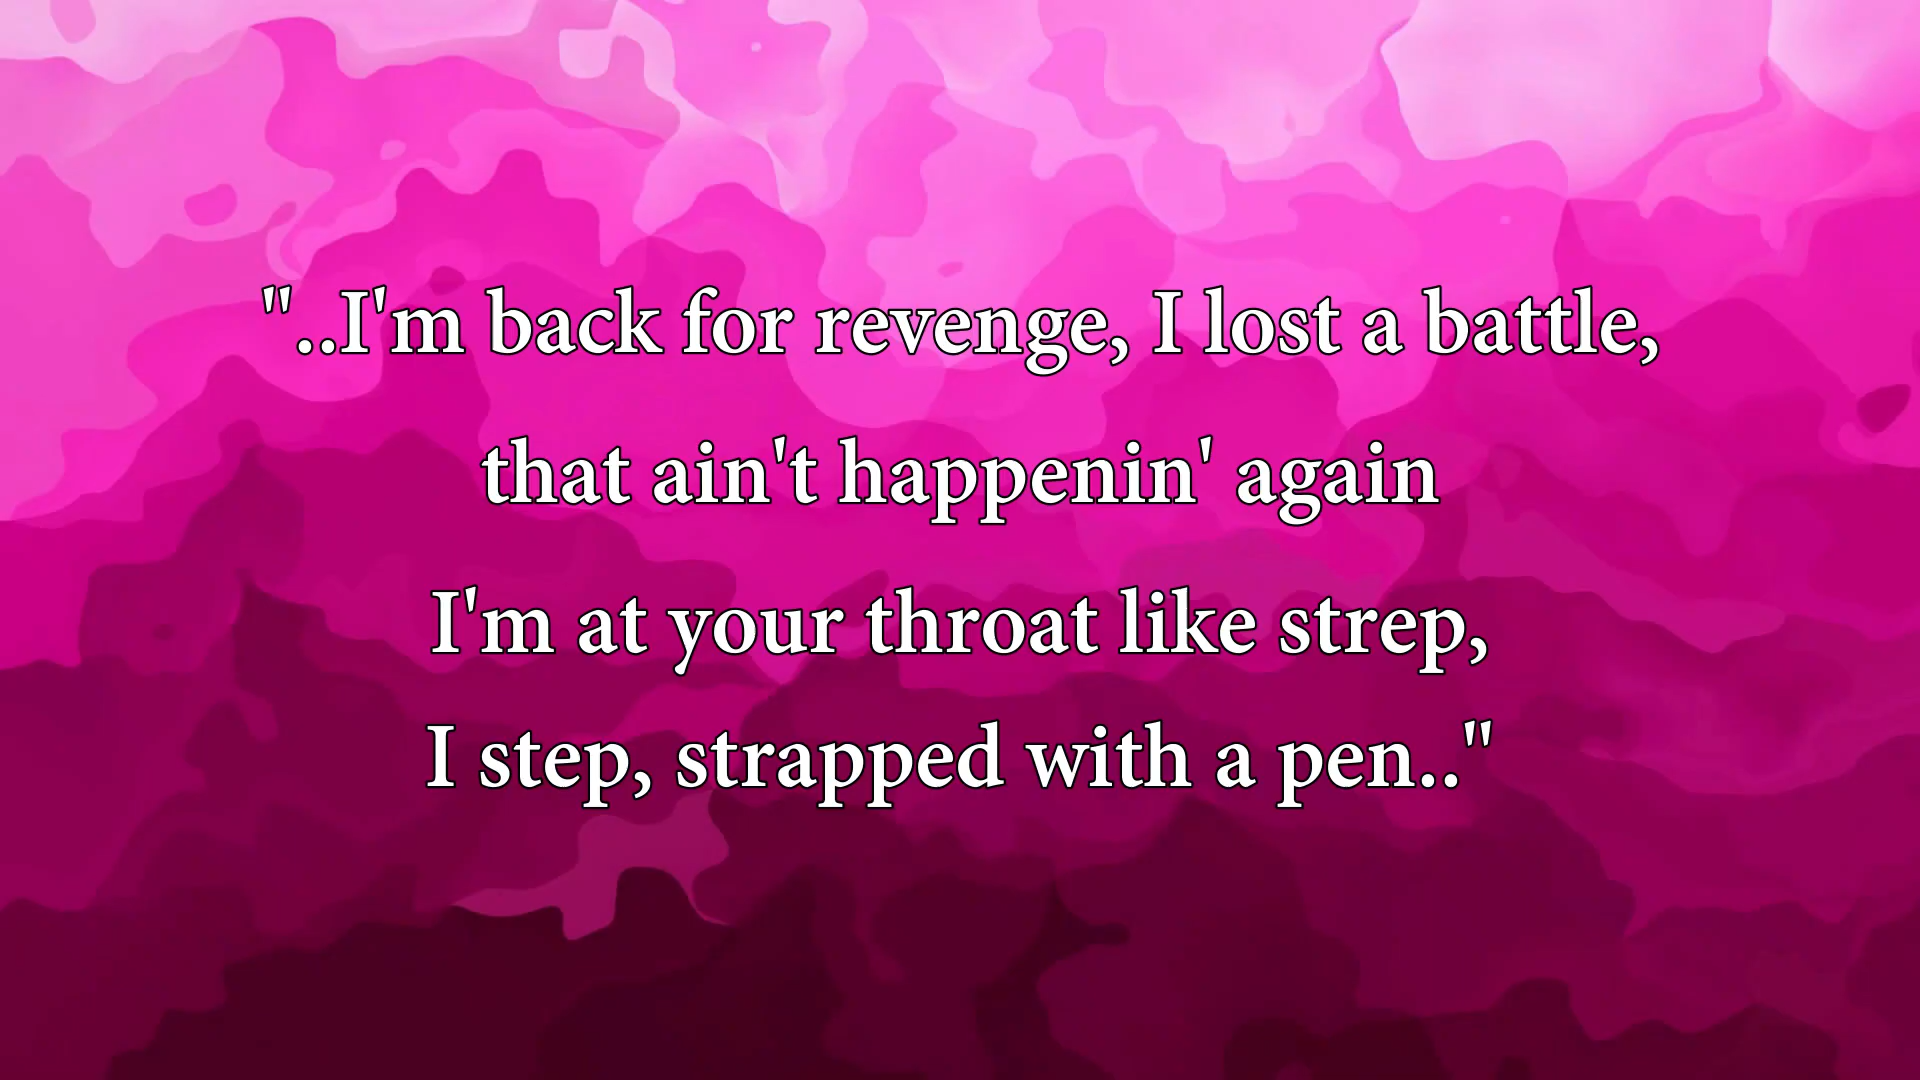 "..I'm back for revenge, I lost a battle,
that ain't happenin' again
I'm at your throat like strep,
I step, strapped with a pen.."